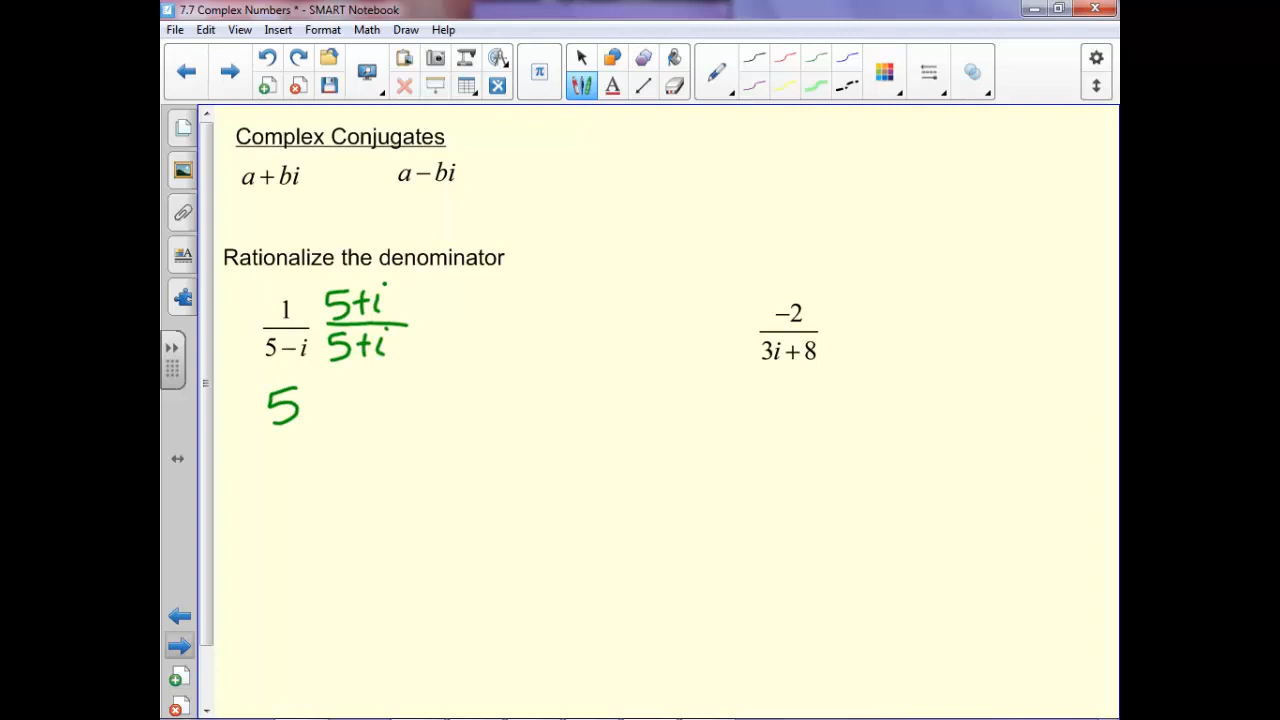 7.7 Complex Numbers * - SMART Notebook
File Edit View Insert Format Math Draw Help
π
A
Complex Conjugates
a + bi a − bi
Rationalize the denominator
1 5+i −2
5 − i 5+i 3i + 8
5